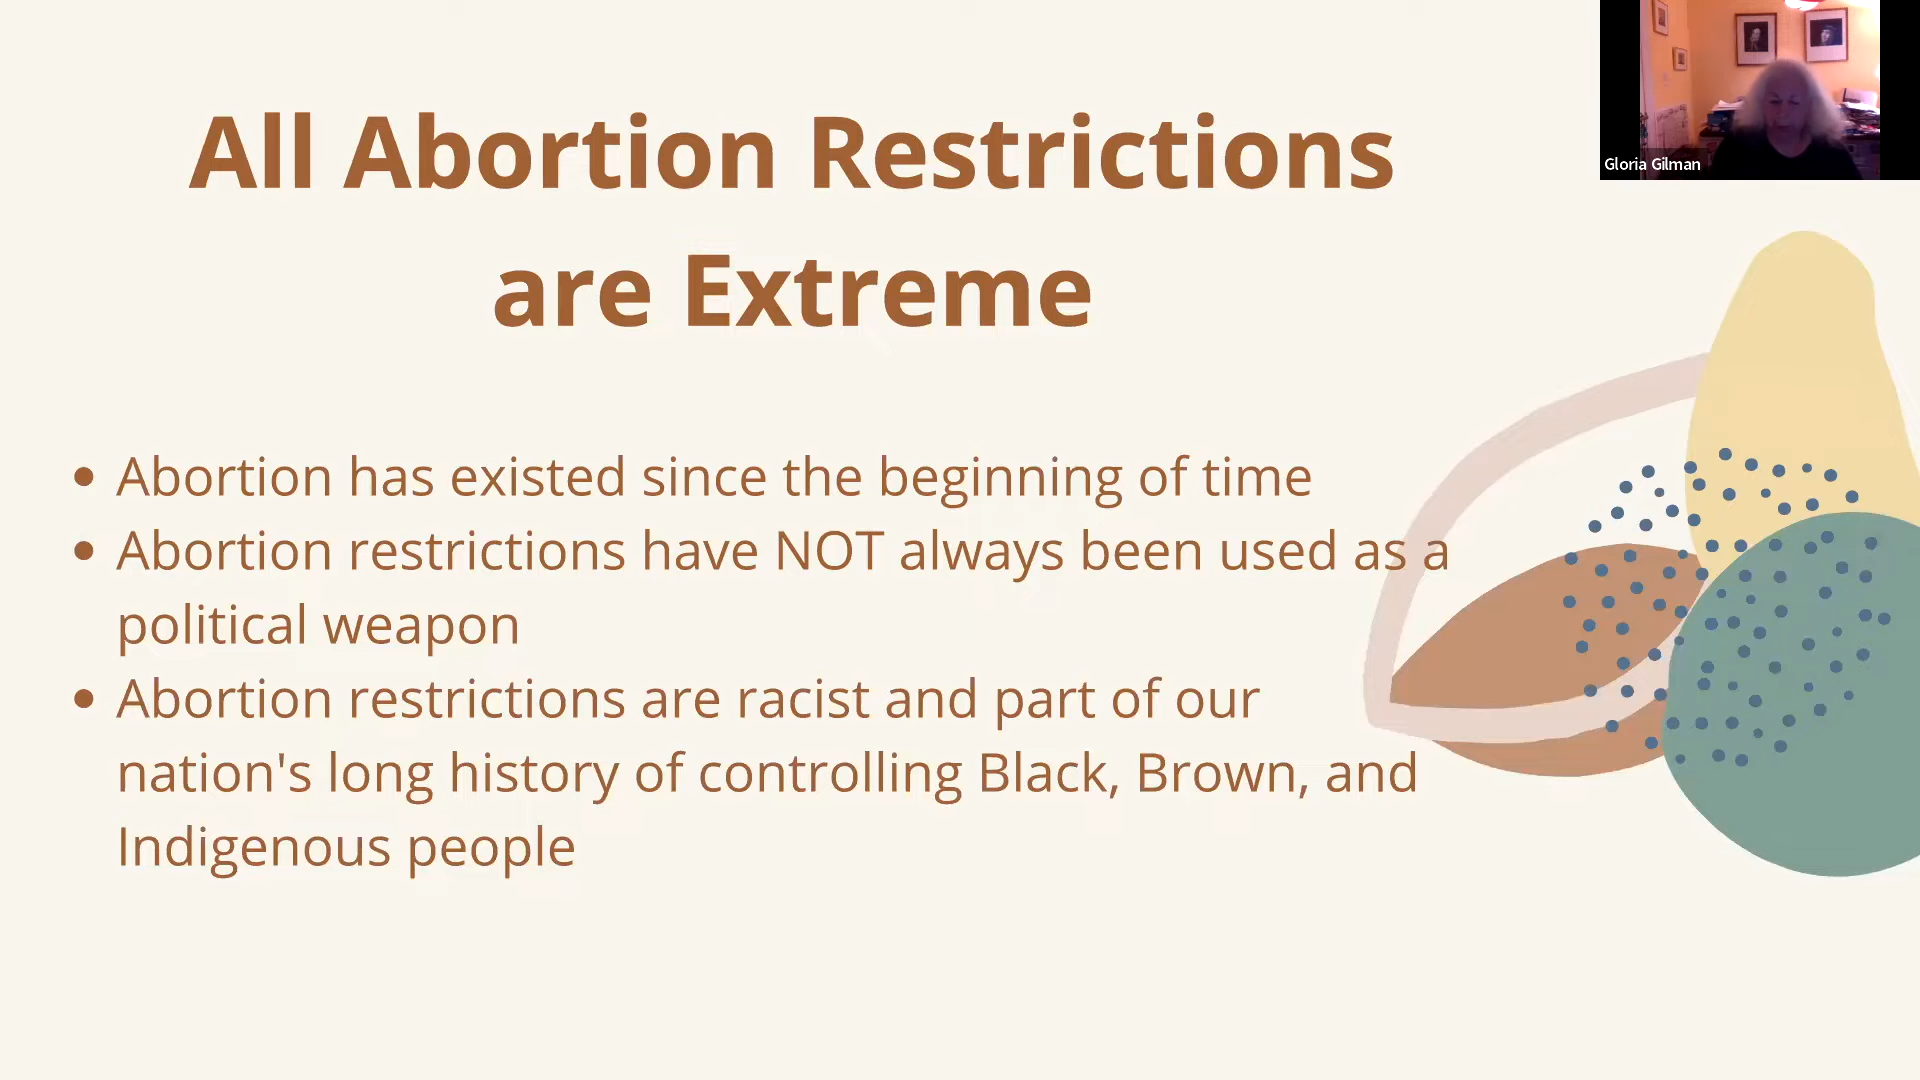 All Abortion Restrictions
are Extreme
Gloria Gilman
• Abortion has existed since the beginning of time
• Abortion restrictions have NOT always been used as a
political weapon
• Abortion restrictions are racist and part of our
nation's long history of controlling Black, Brown, and
Indigenous people